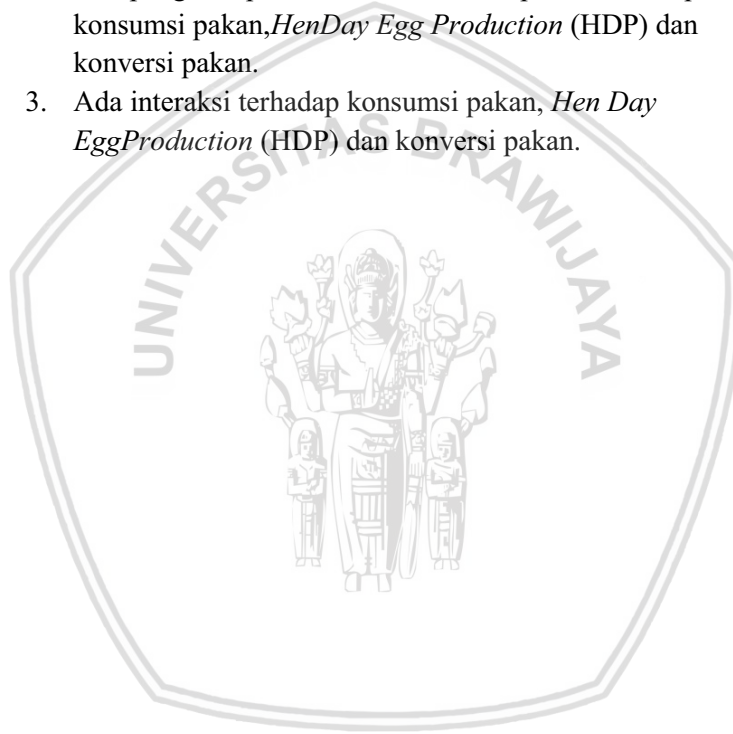 konsumsi pakan,HenDay Egg Production (HDP) dan
konversi pakan.
3. Ada interaksi terhadap konsumsi pakan, Hen Day
EggProduction (HDP) dan konversi pakan.
UNIVERSITAS BRAWIJAYA